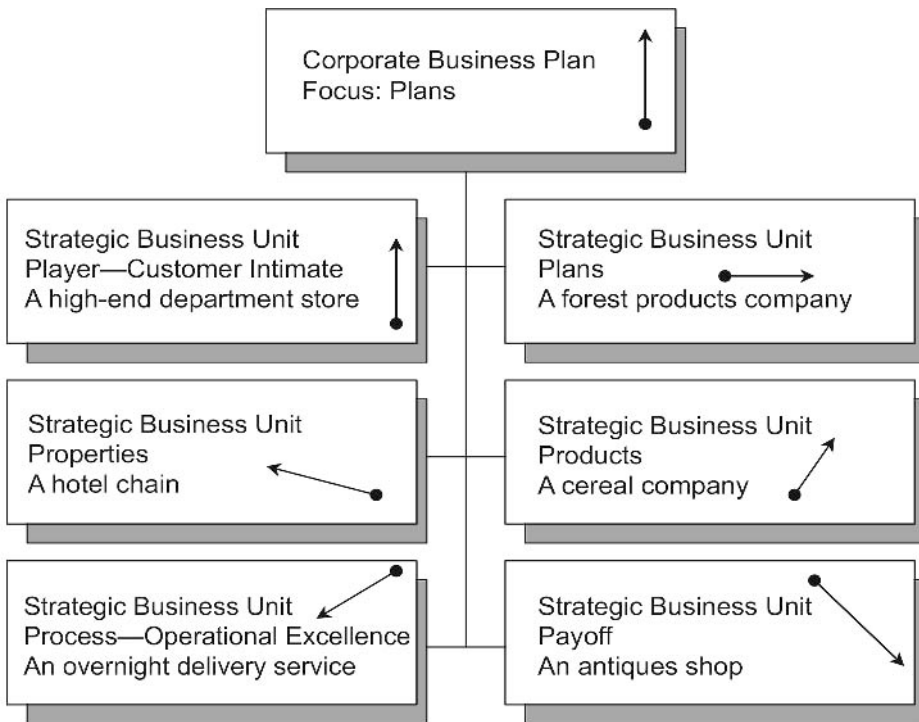 Corporate Business Plan
Focus: Plans
Strategic Business Unit
Player—Customer Intimate
A high-end department store
Strategic Business Unit
Plans
A forest products company
Strategic Business Unit
Properties
A hotel chain
Strategic Business Unit
Products
A cereal company
Strategic Business Unit
Process—Operational Excellence
An overnight delivery service
Strategic Business Unit
Payoff
An antiques shop